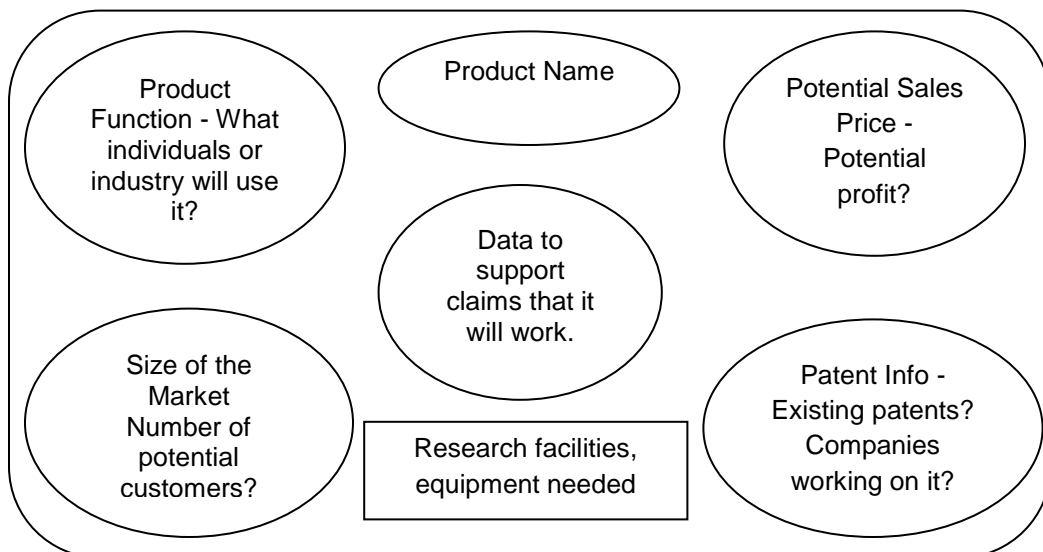 Product
Function - What
individuals or
industry will use
it?
Product Name
Potential Sales
Price -
Potential
profit?
Data to
support
claims that it
will work.
Size of the
Market
Number of
potential
customers?
Research facilities,
equipment needed
Patent Info -
Existing patents?
Companies
working on it?